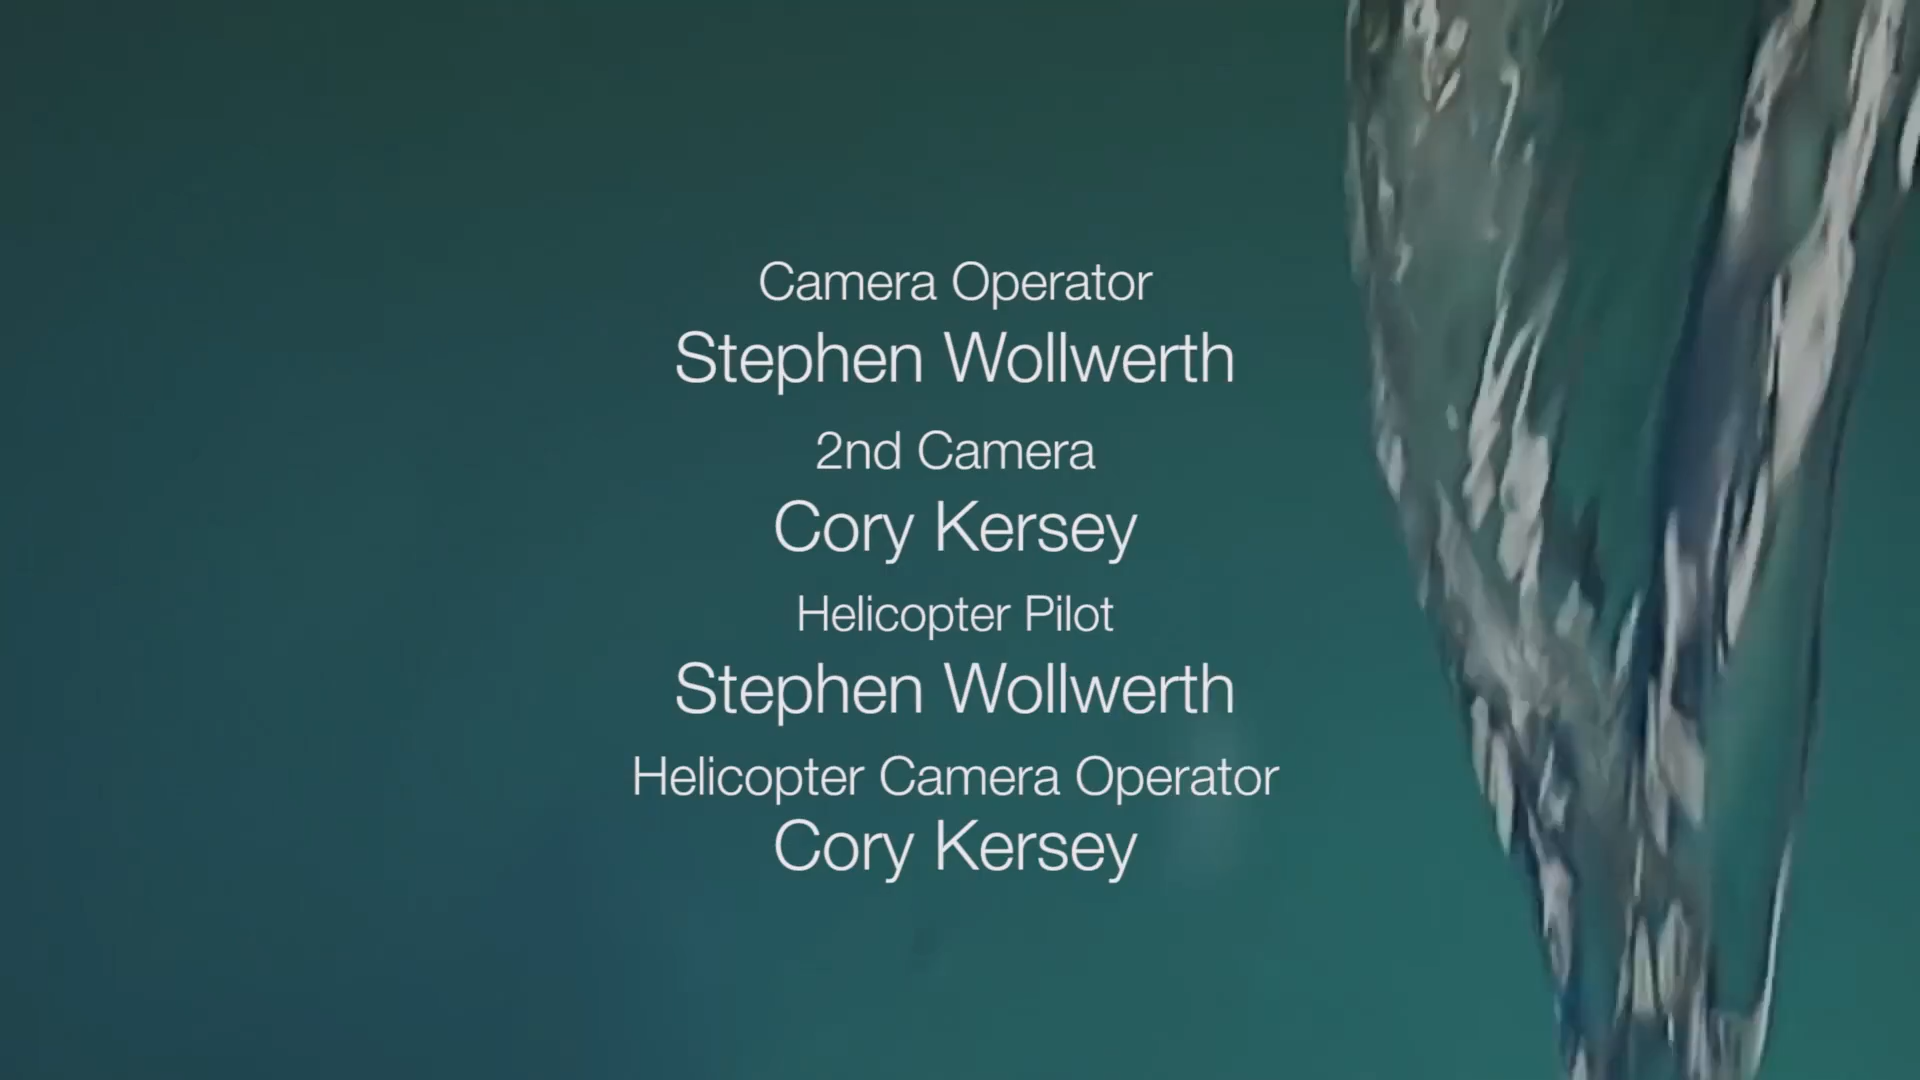 Camera Operator
Stephen Wollwerth
2nd Camera
Cory Kersey
Helicopter Pilot
Stephen Wollwerth
Helicopter Camera Operator
Cory Kersey